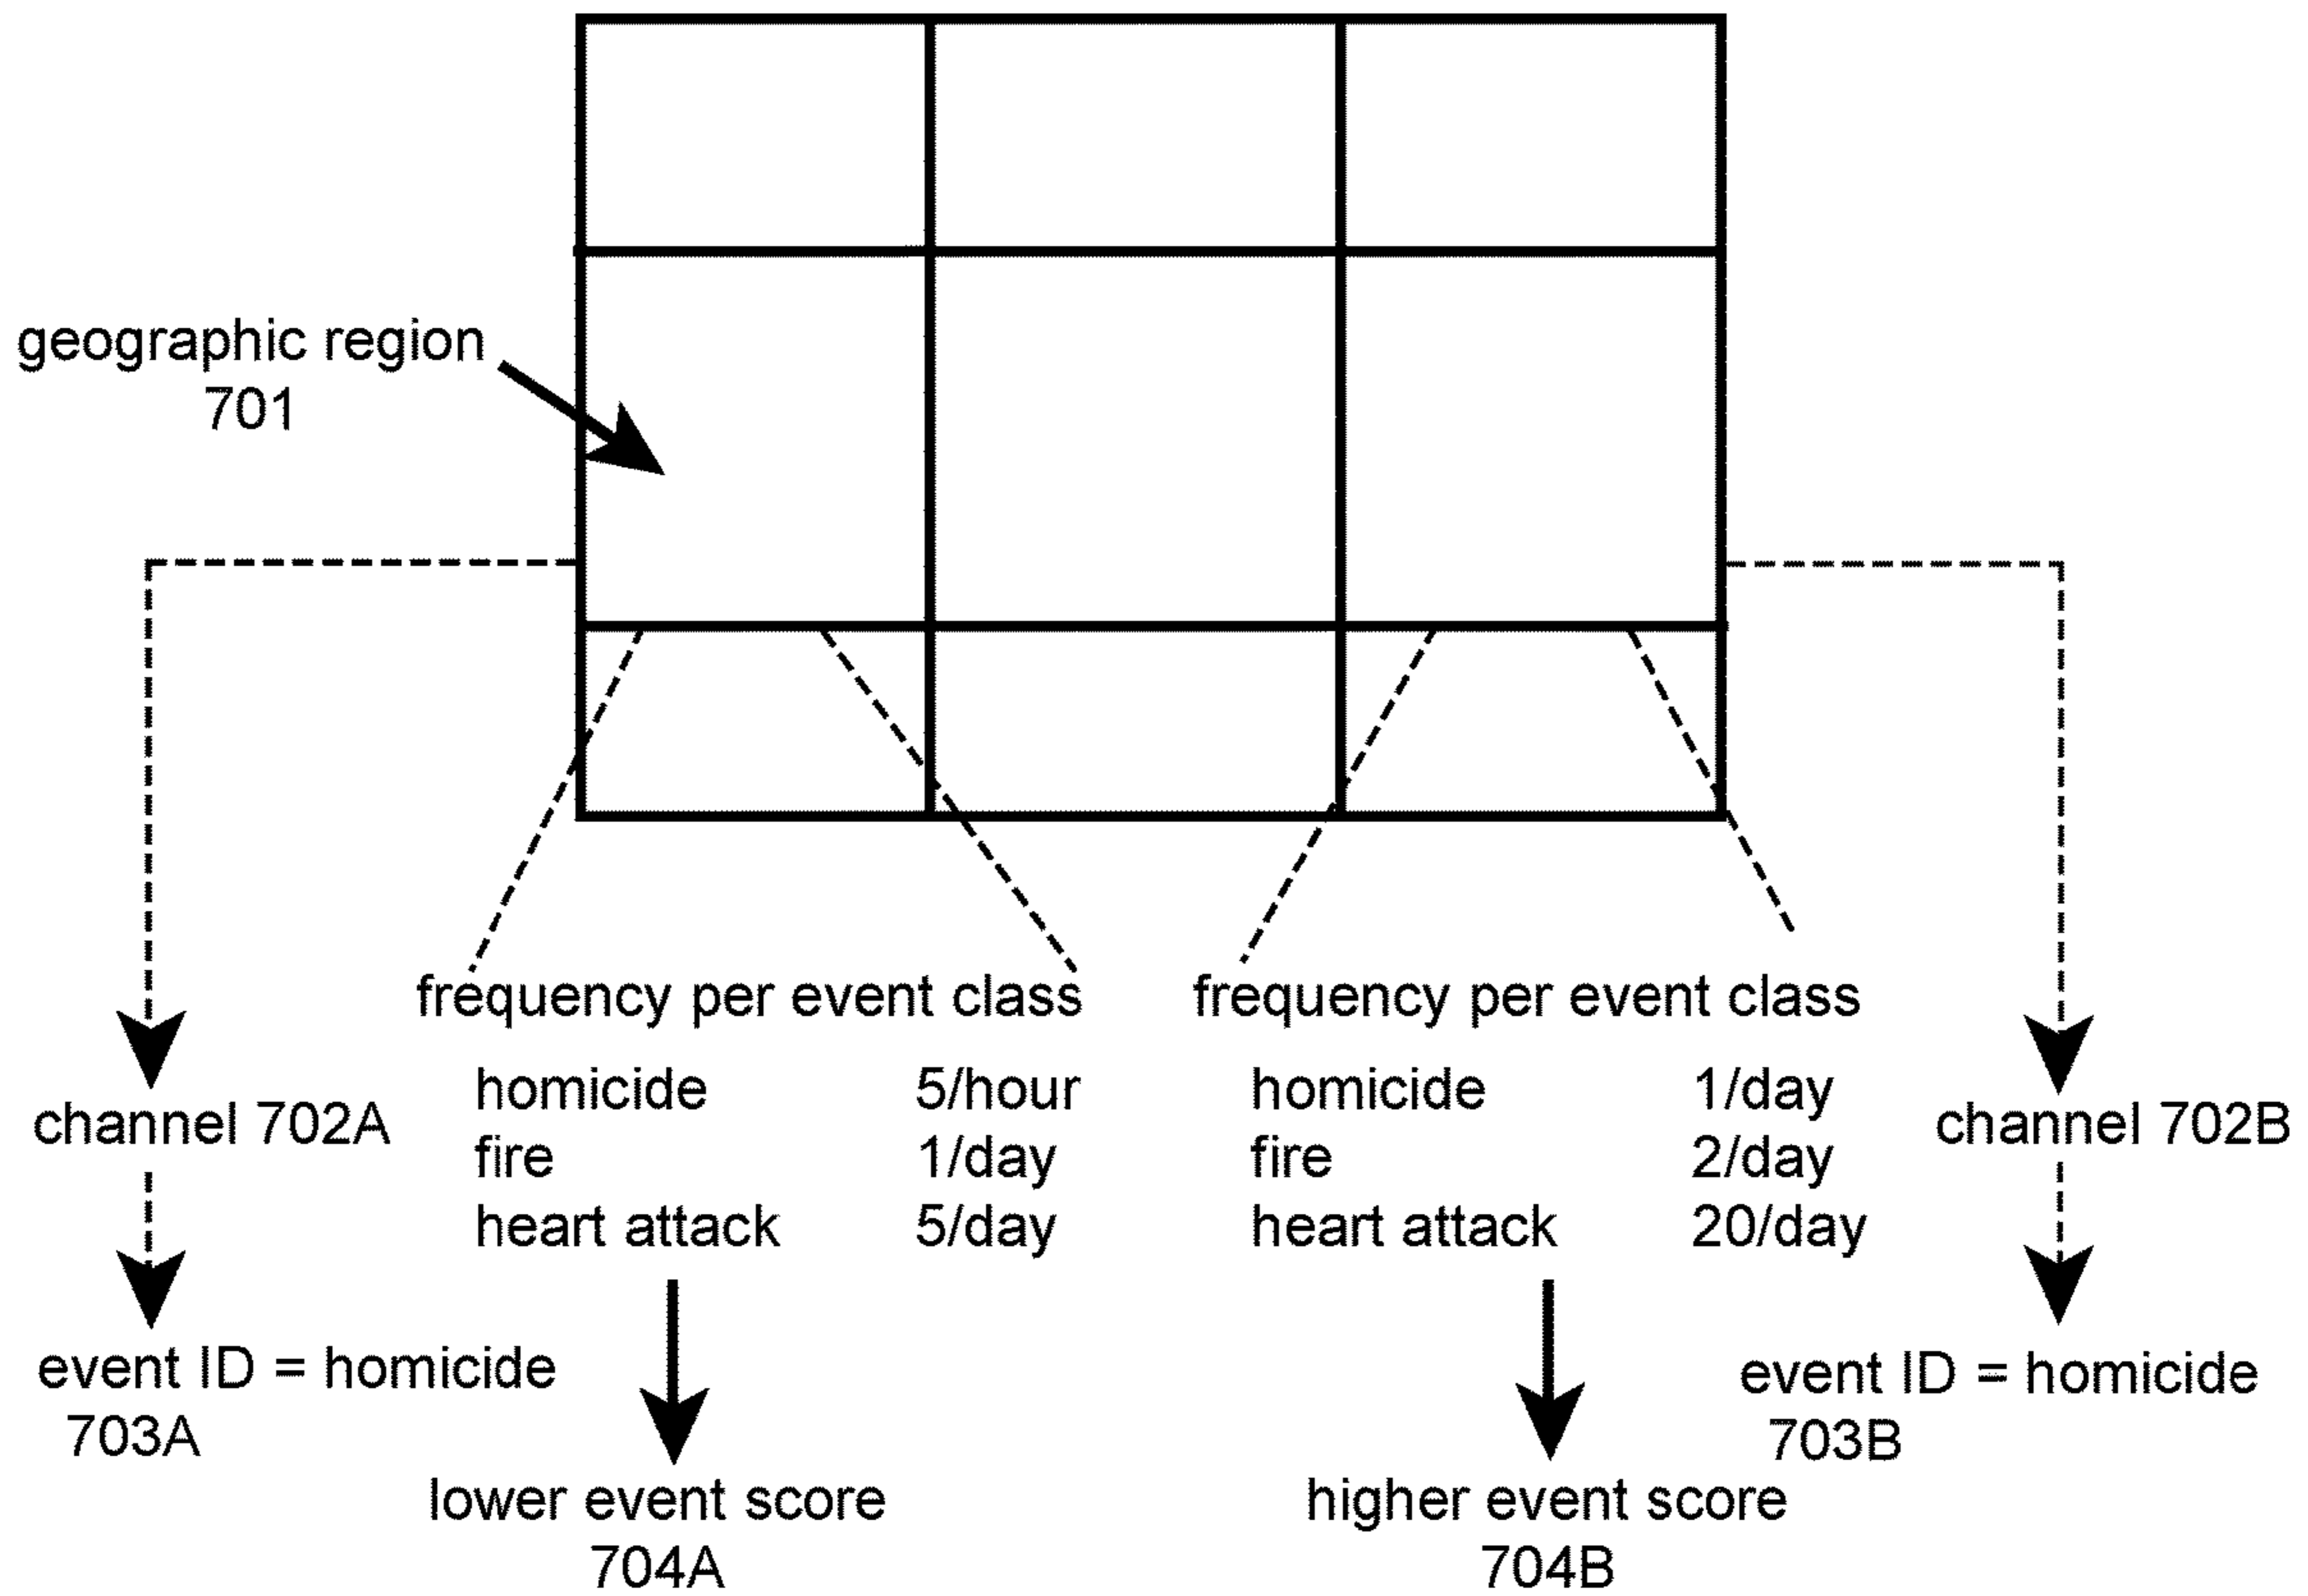 geographic region
701
frequency per event class
homicide 5/hour
fire 1/day
heart attack 5/day
frequency per event class
homicide 1/day
fire 2/day
heart attack 20/day
channel 702A
channel 702B
event ID = homicide
703A
event ID = homicide
703B
lower event score
704A
higher event score
704B